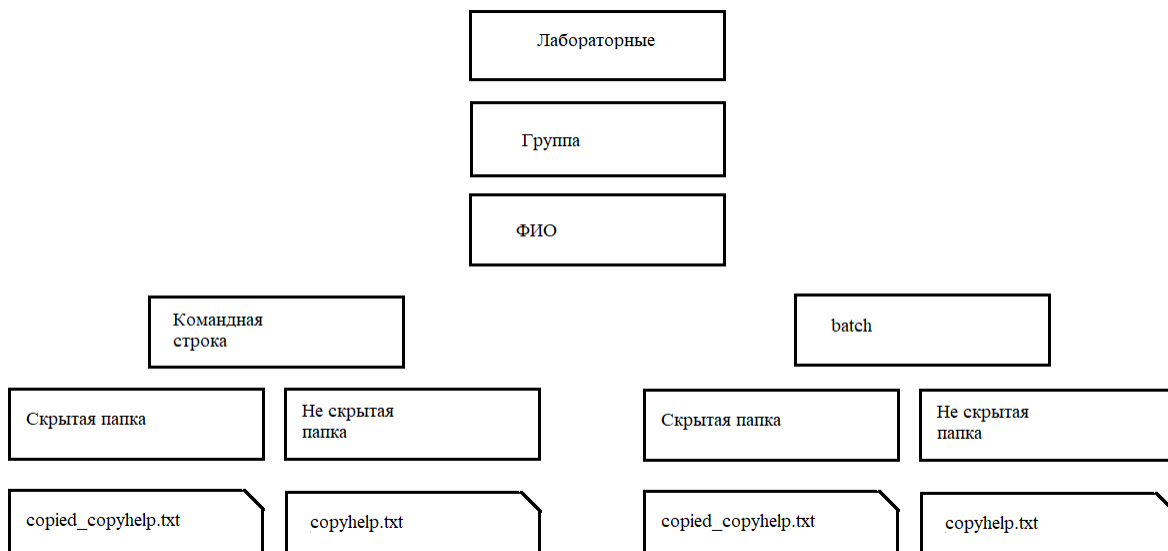 Лабораторные
Группа
ФИО
Командная
строка
batch
Скрытая папка
Не скрытая
папка
Скрытая папка
Не скрытая
папка
copied_copyhelp.txt
copyhelp.txt
copied_copyhelp.txt
copyhelp.txt